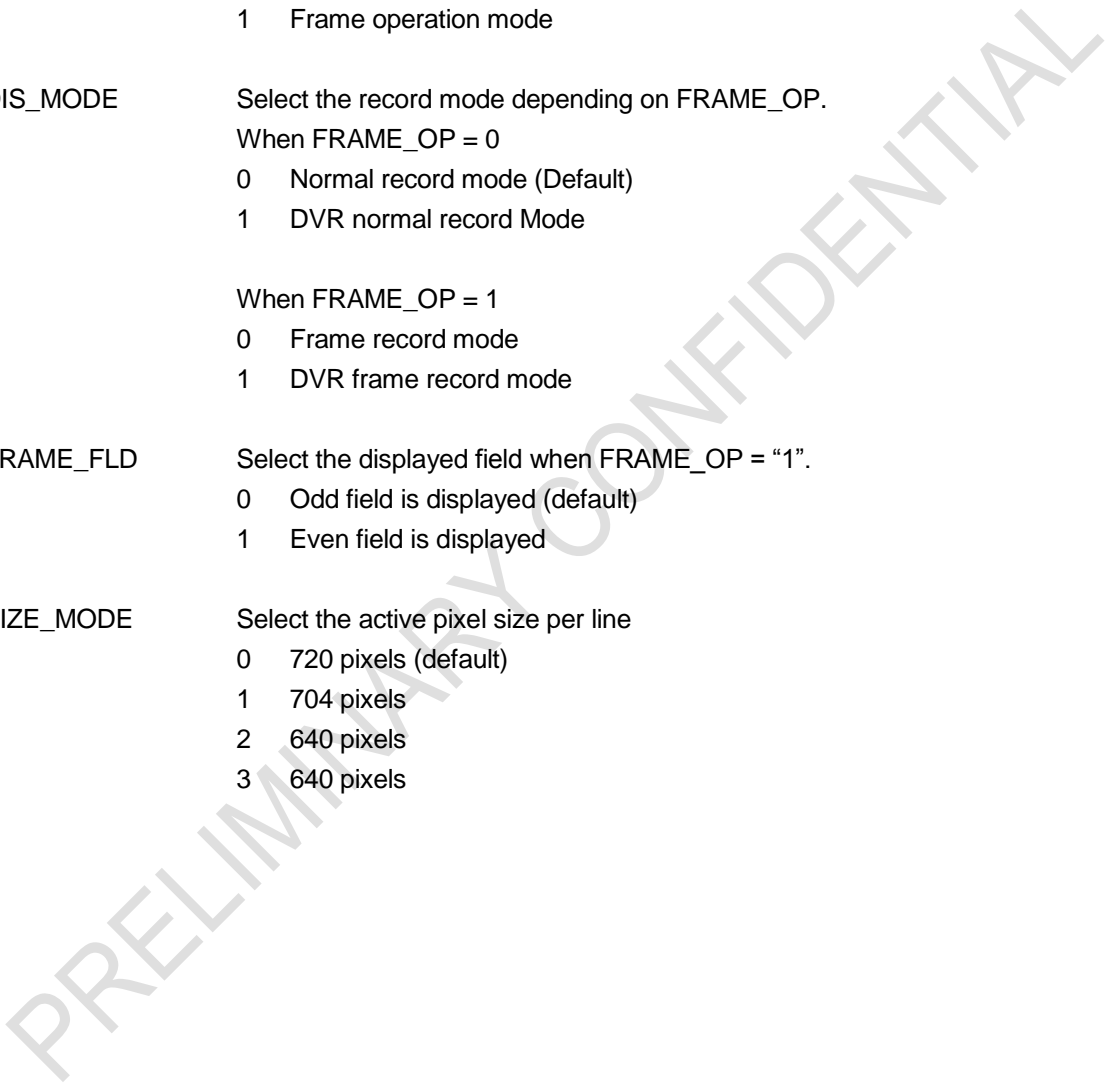 1 Frame operation mode
IS_MODE Select the record mode depending on FRAME_OP.
When FRAME_OP = 0
0 Normal record mode (Default)
1 DVR normal record Mode
When FRAME_OP = 1
0 Frame record mode
1 DVR frame record mode
RAME_FLD Select the displayed field when FRAME_OP = “1”.
0 Odd field is displayed (default)
1 Even field is displayed
IZE_MODE Select the active pixel size per line
0 720 pixels (default)
1 704 pixels
2 640 pixels
3 640 pixels
PRELIMINARY CONFIDENTIAL